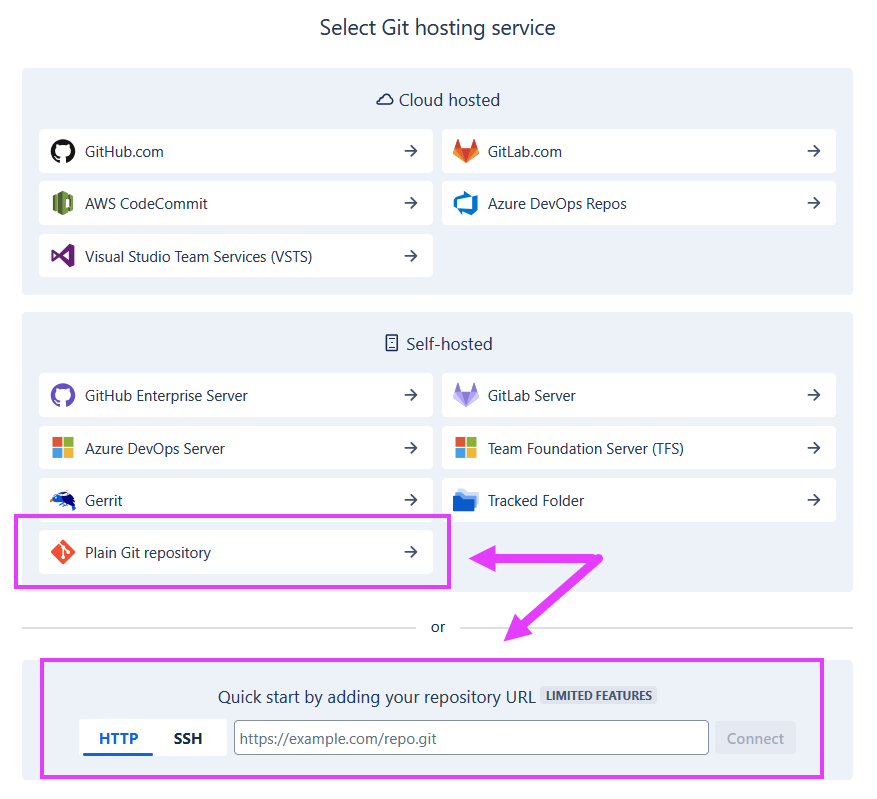 Select Git hosting service
Cloud hosted
GitHub.com
GitLab.com
AWS CodeCommit
Azure DevOps Repos
Visual Studio Team Services (VSTS)
Self-hosted
GitHub Enterprise Server
GitLab Server
Azure DevOps Server
Team Foundation Server (TFS)
Gerrit
Tracked Folder
Plain Git repository
or
Quick start by adding your repository URL LIMITED FEATURES
HTTP SSH https://example.com/repo.git Connect